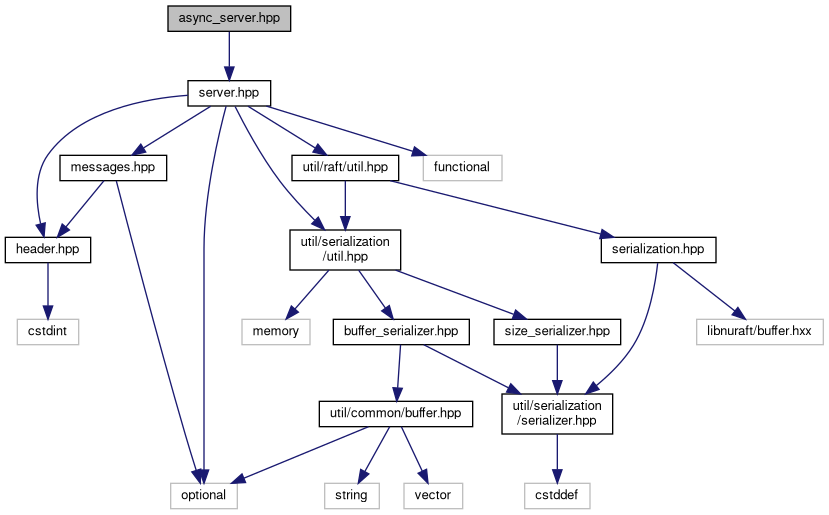 async_server.hpp
server.hpp
messages.hpp
util/raft/util.hpp
functional
header.hpp
util/serialization
/util.hpp
serialization.hpp
cstdint
memory
buffer_serializer.hpp
size_serializer.hpp
libnuraft/buffer.hxx
util/common/buffer.hpp
util/serialization
/serializer.hpp
optional
string
vector
cstddef